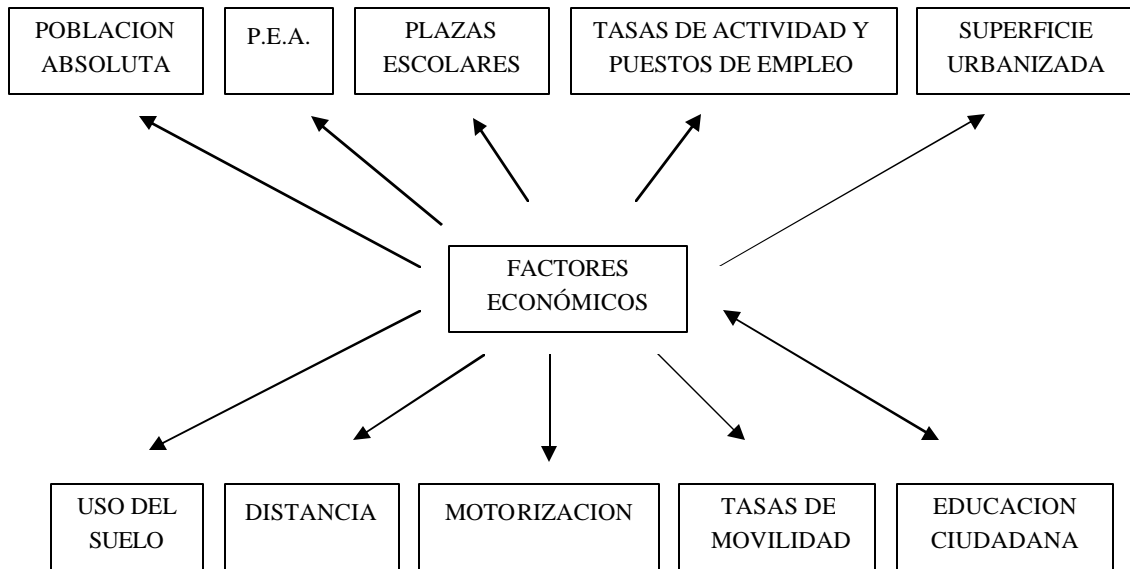 POBLACION
ABSOLUTA
P.E.A.
PLAZAS
ESCOLARES
TASAS DE ACTIVIDAD Y
PUESTOS DE EMPLEO
SUPERFICIE
URBANIZADA
FACTORES
ECONÓMICOS
USO DEL
SUELO
DISTANCIA
MOTORIZACION
TASAS DE
MOVILIDAD
EDUCACION
CIUDADANA